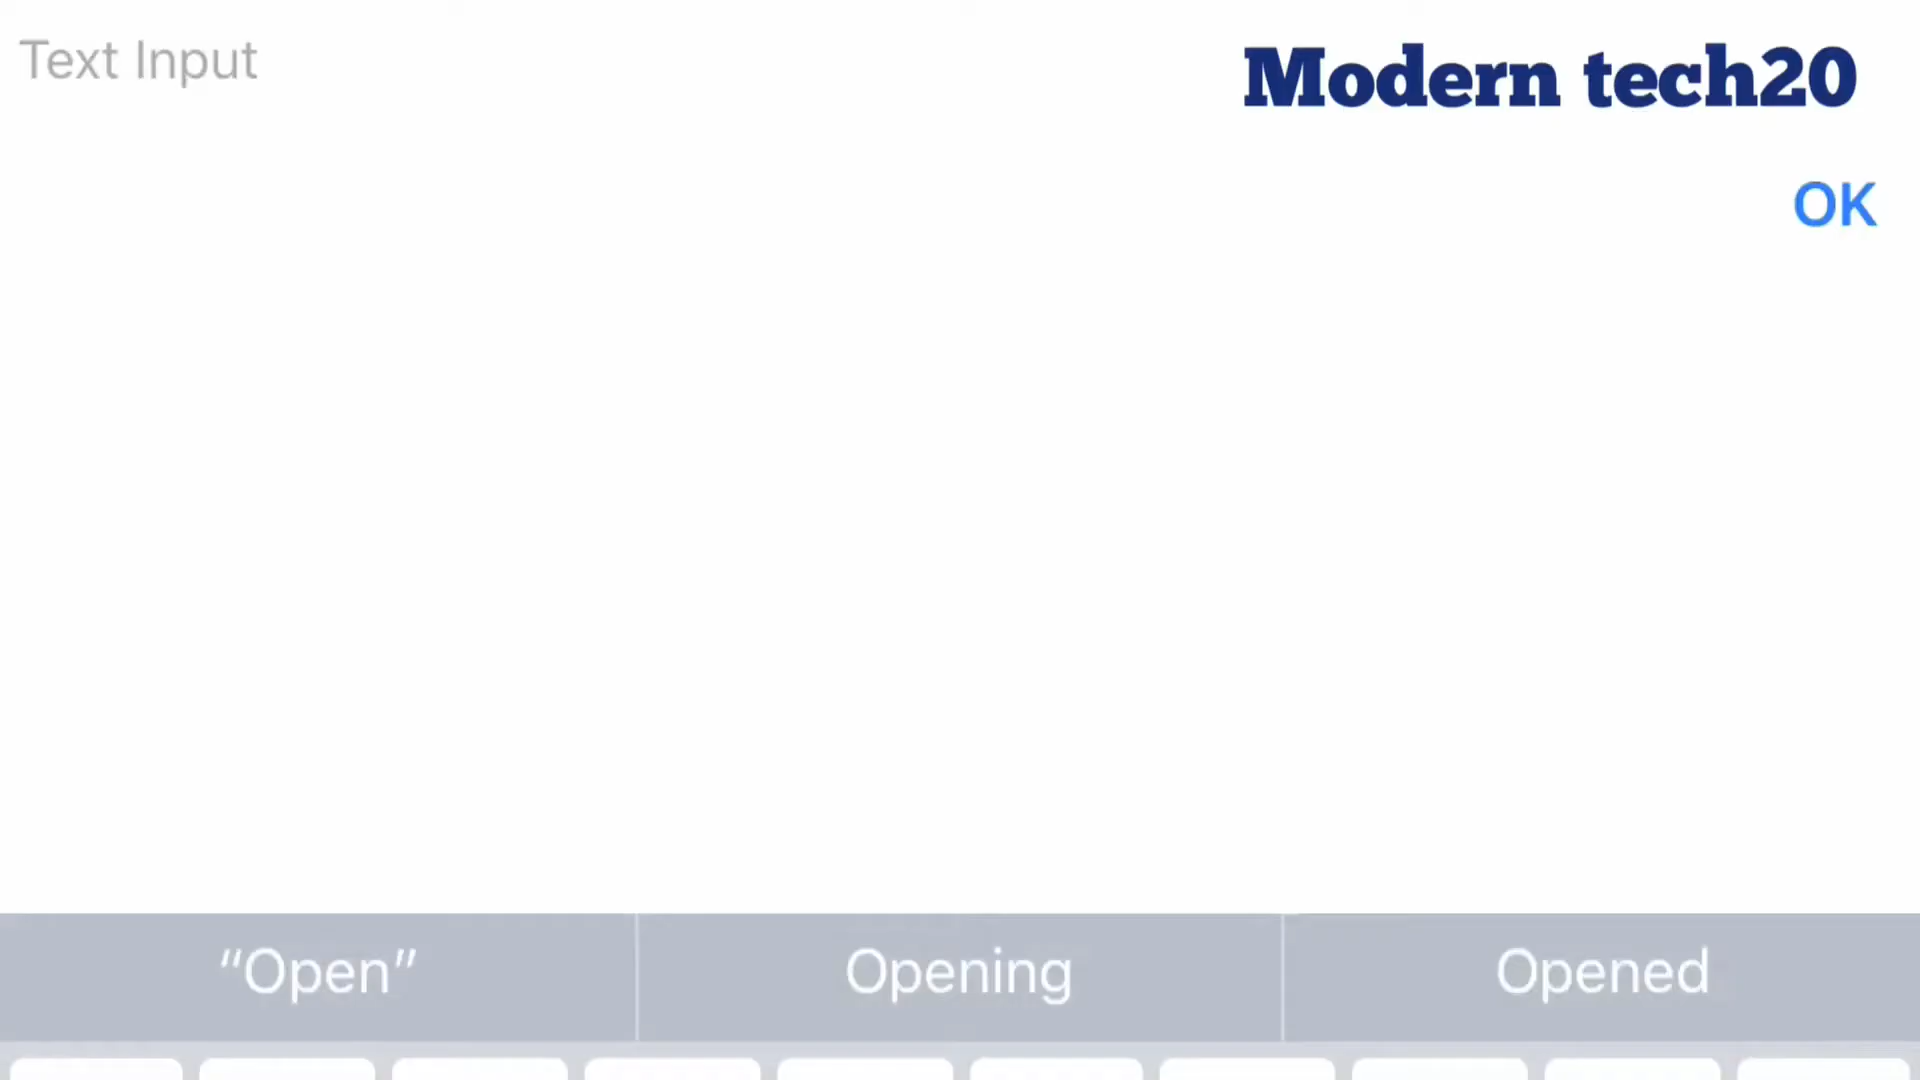 Text Input
Modern tech20
OK
“Open”
Opening
Opened